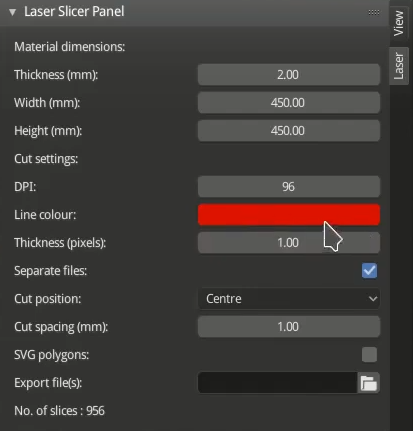 Laser Slicer Panel
Material dimensions:
Thickness (mm): 2.00
Width (mm): 450.00
Height (mm): 450.00
Cut settings:
DPI: 96
Line colour:
Thickness (pixels): 1.00
Separate files:
Cut position: Centre
Cut spacing (mm): 1.00
SVG polygons:
Export file(s):
No. of slices : 956
View
Laser